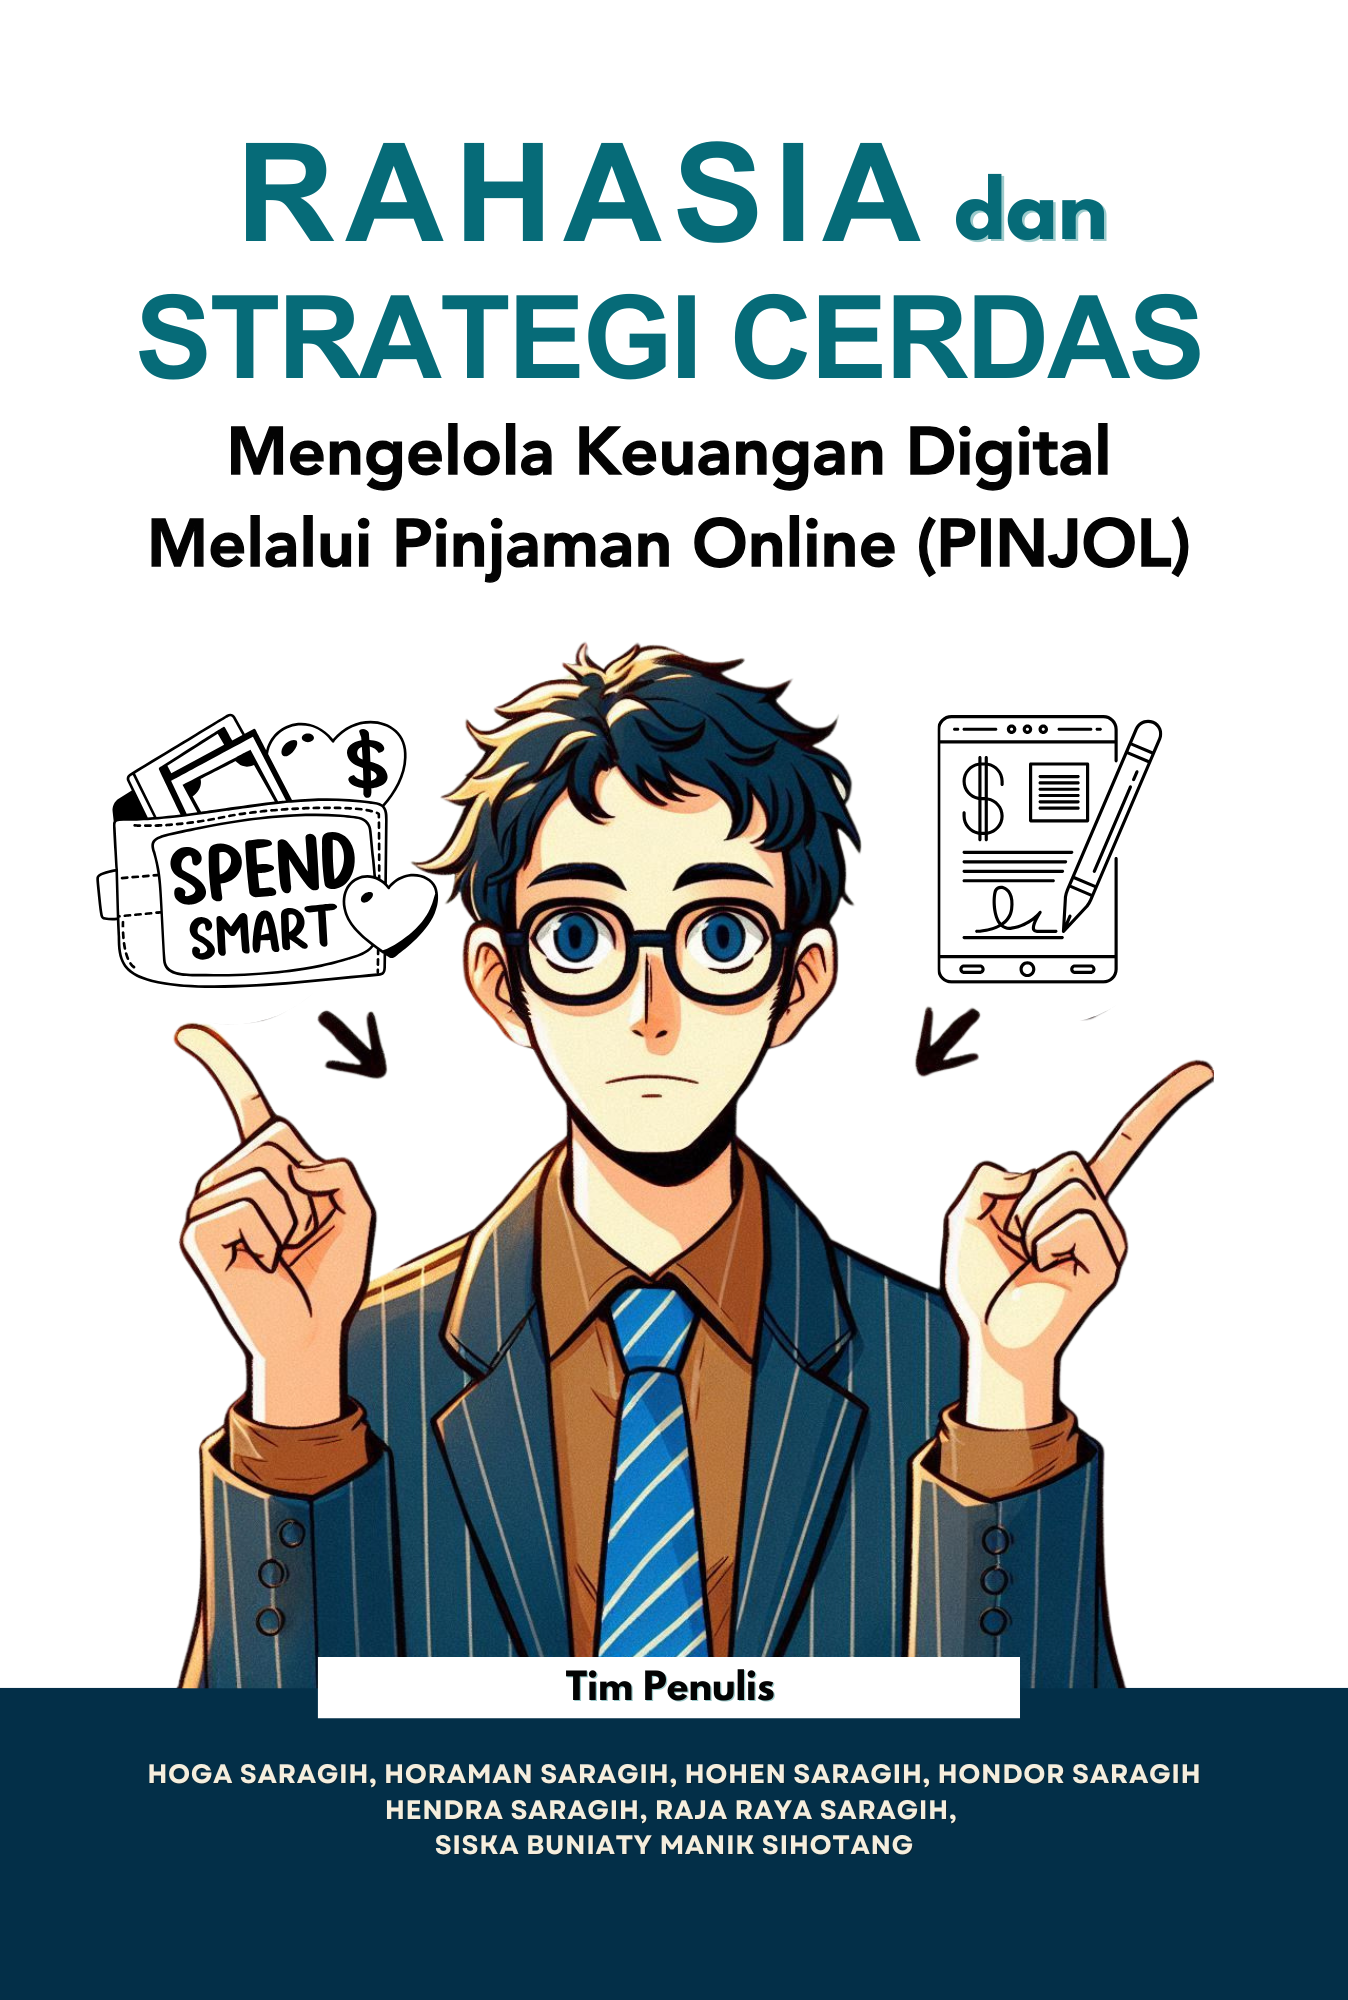 RAHASIA dan
STRATEGI CERDAS
Mengelola Keuangan Digital
Melalui Pinjaman Online (PINJOL)
$
SPEND
SMART
$
Tim Penulis
HOGA SARAGIH, HORAMAN SARAGIH, HOHEN SARAGIH, HONDOR SARAGIH
HENDRA SARAGIH, RAJA RAYA SARAGIH,
SISKA BUNIATY MANIK SIHOTANG